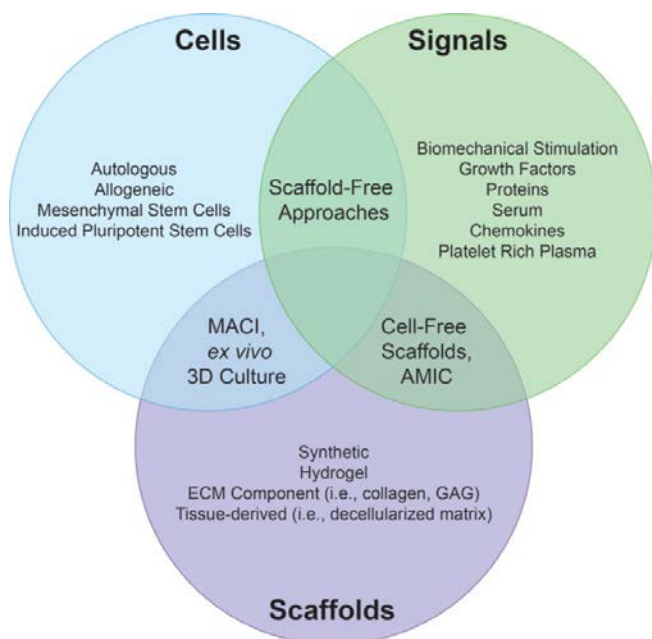 Cells
Signals
Autologous
Allogeneic
Mesenchymal Stem Cells
Induced Pluripotent Stem Cells
Scaffold-Free
Approaches
Biomechanical Stimulation
Growth Factors
Proteins
Serum
Chemokines
Platelet Rich Plasma
MACI,
ex vivo
3D Culture
Cell-Free
Scaffolds,
AMIC
Synthetic
Hydrogel
ECM Component (i.e., collagen, GAG)
Tissue-derived (i.e., decellularized matrix)
Scaffolds